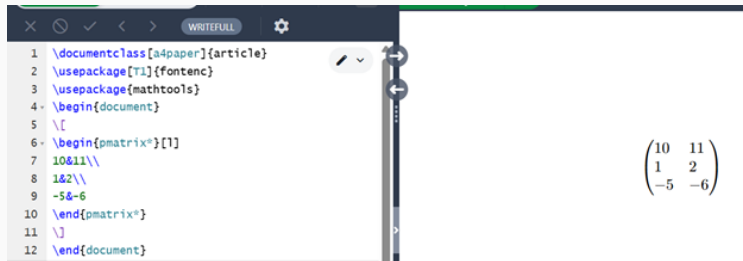 WRITEFULL
1 \documentclass[a4paper]{article}
2 \usepackage[T1]{fontenc}
3 \usepackage{mathtools}
4 \begin{document}
5 \[
6 \begin{pmatrix*}[l]
7 10&11\\
8 1&2\\
9 -5&-6
10 \end{pmatrix*}
11 \]
12 \end{document}
10 11
1 2
-5 -6